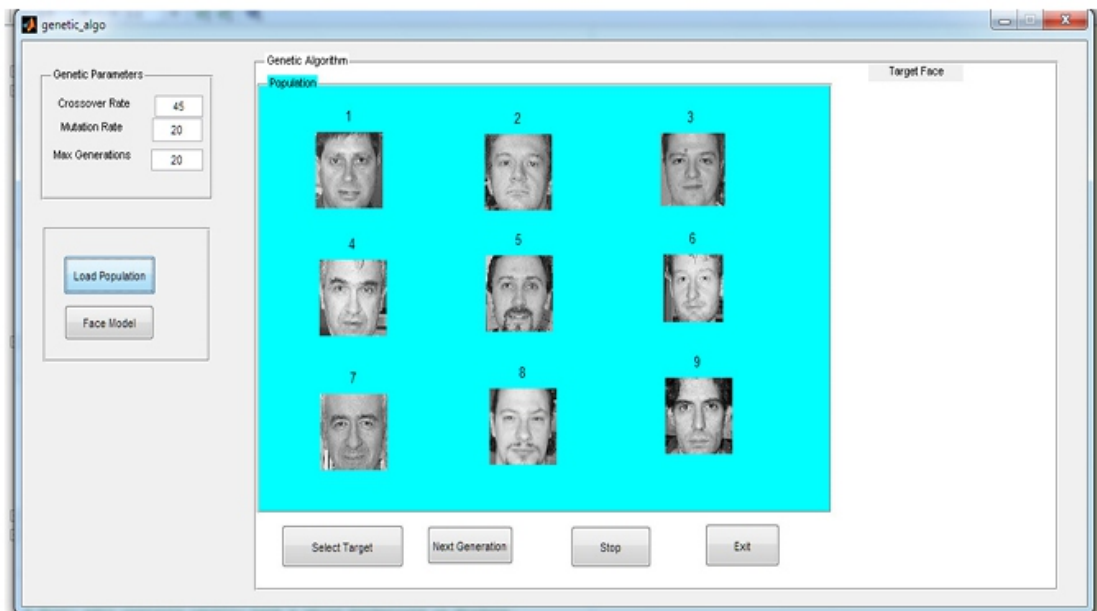 genetic_algo
Genetic Parameters
Crossover Rate 45
Mutation Rate 20
Max Generations 20
Load Population
Face Model
Genetic Algorithm
Population
1 2 3
4 5 6
7 8 9
Select Target Next Generation Stop Exit
Target Face